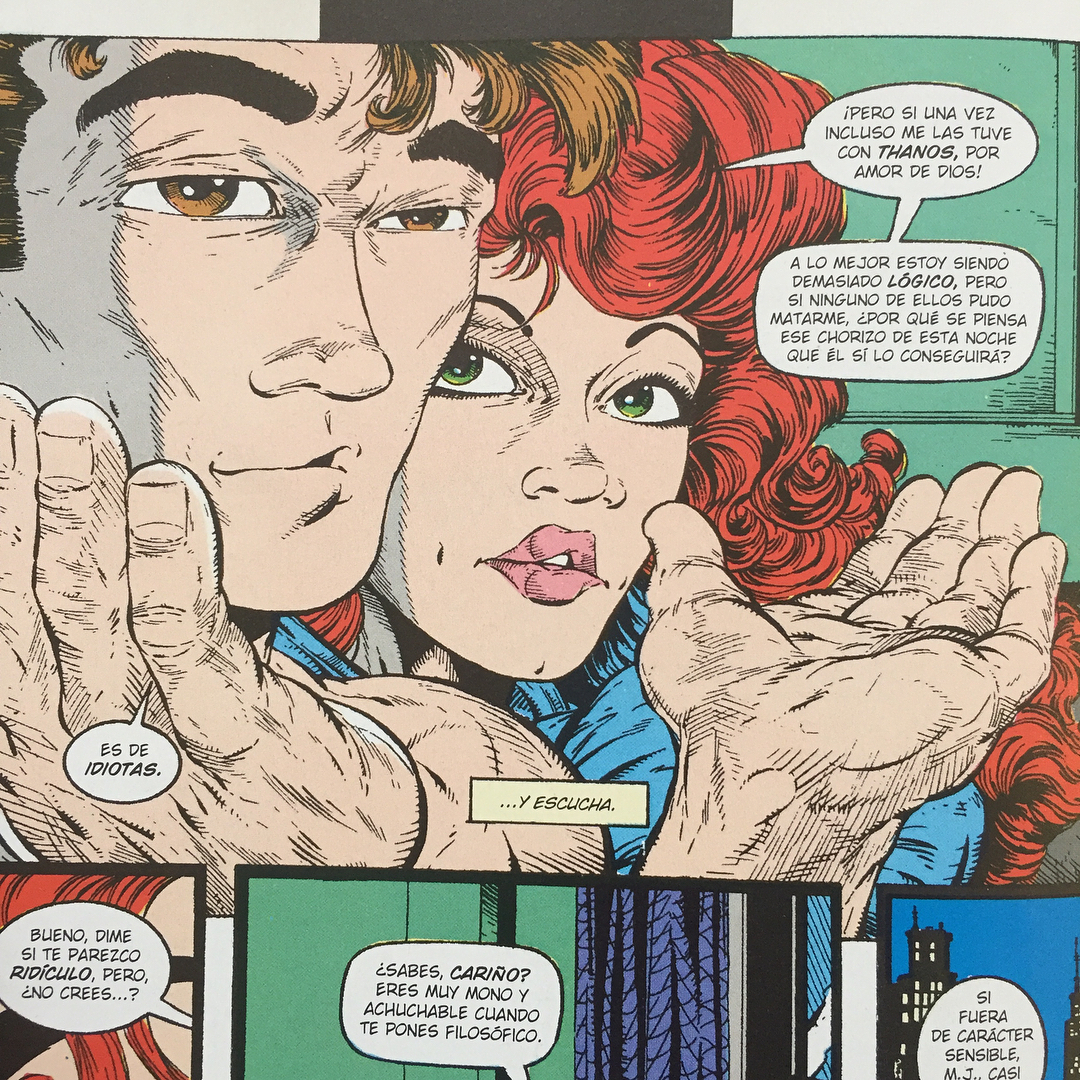 ¡PERO SI UNA VEZ
INCLUSO ME LAS TUVE
CON THANOS, POR
AMOR DE DIOS!
A LO MEJOR ESTOY SIENDO
DEMASIADO LÓGICO, PERO
SI NINGUNO DE ELLOS PUDO
MATARME, ¿POR QUÉ SE PIENSA
ESE CHORIZO DE ESTA NOCHE
QUE ÉL SÍ LO CONSEGUIRÁ?
ES DE
IDIOTAS.
...Y ESCUCHA.
BUENO, DIME
SI TE PAREZCO
RIDÍCULO, PERO,
¿NO CREES...?
¿SABES, CARIÑO?
ERES MUY MONO Y
ACHUCHABLE CUANDO
TE PONES FILOSÓFICO.
SI
FUERA
DE CARÁCTER
SENSIBLE,
M.J., CASI